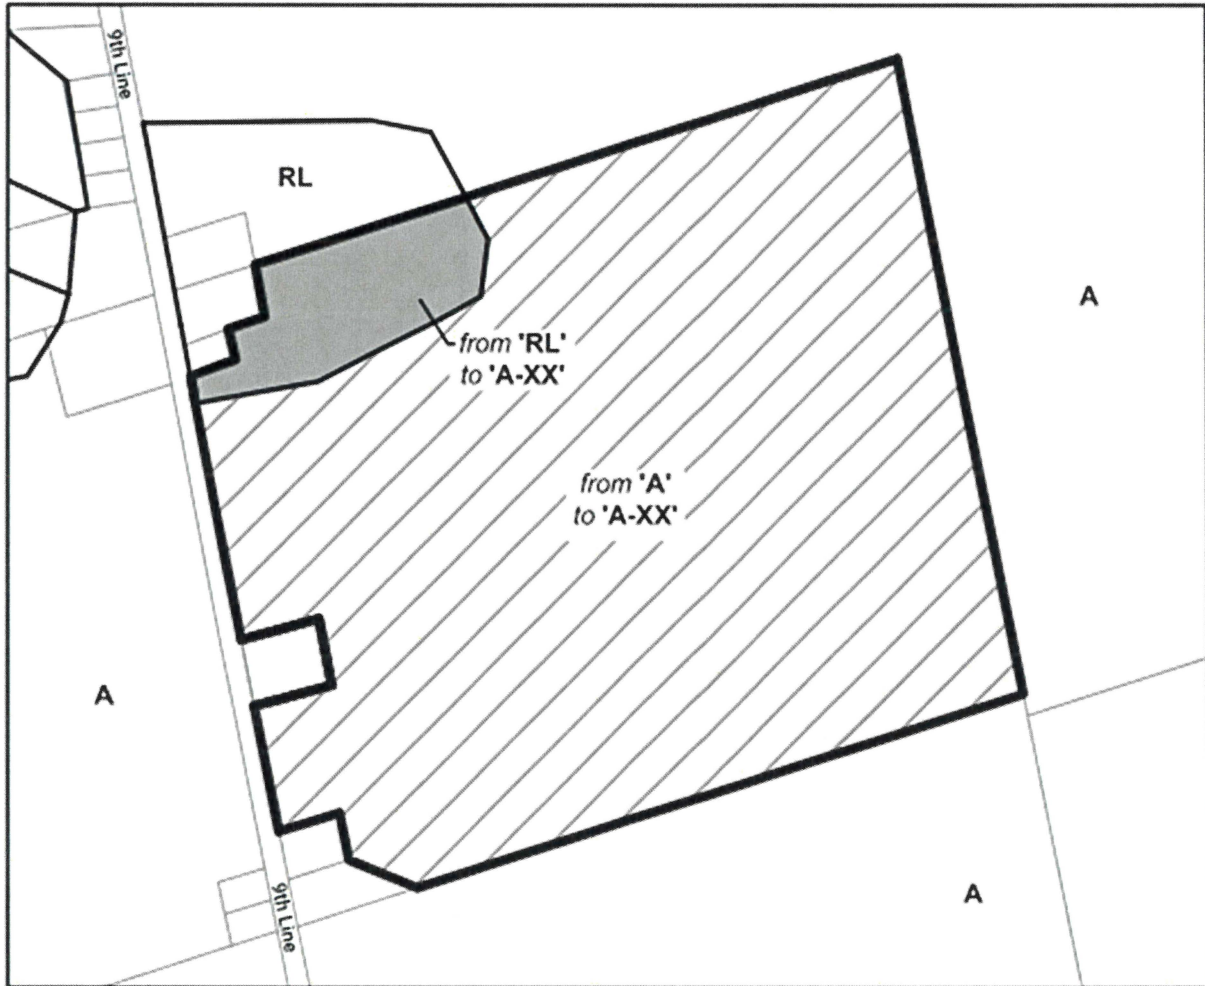 9th Line
RL
A
from 'RL'
to 'A-XX'
from 'A'
to 'A-XX'
A
A
9th Line